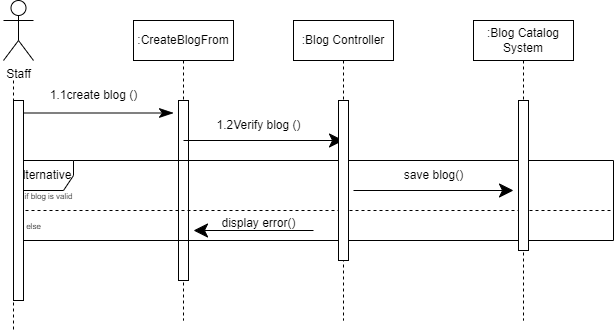 :CreateBlogFrom
:Blog Controller
:Blog Catalog
System
Staff
1.1create blog ()
1.2Verify blog ()
lternative
save blog()
if blog is valid
display error()
else